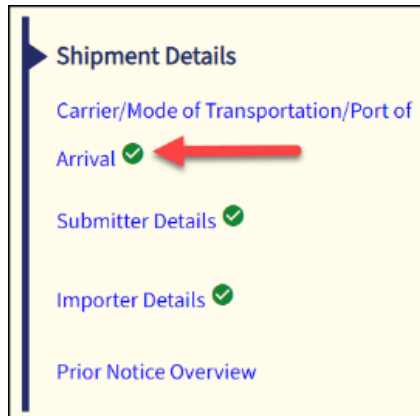 Shipment Details
Carrier/Mode of Transportation/Port of
Arrival
Submitter Details
Importer Details
Prior Notice Overview